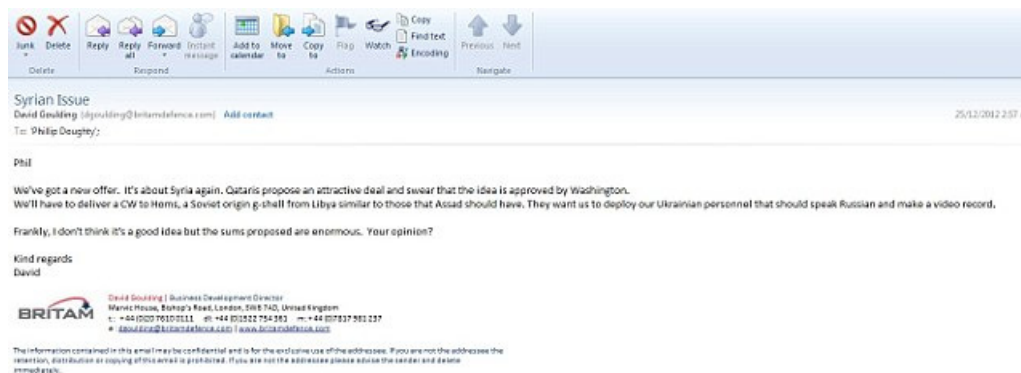 Junk Delete Reply Reply all Forward Instant message Add to calendar Move to Copy to Flag Watch Copy Find text Encoding Previous Next
Delete Respond Actions Navigate
Syrian Issue
David Goulding (dgoulding@britamdefence.com) Add contact 25/12/2012 2:57
To: 'Phillip Doughty';
Phil
We've got a new offer. It's about Syria again. Qataris propose an attractive deal and swear that the idea is approved by Washington.
We'll have to deliver a CW to Homs, a Soviet origin g-shell from Libya similar to those that Assad should have. They want us to deploy our Ukrainian personnel that should speak Russian and make a video record.
Frankly, I don't think it's a good idea but the sums proposed are enormous. Your opinion?
Kind regards
David
BRITAM
David Goulding | Business Development Director
House, Bishop's Road, London, United Kingdom
dgoulding@britamdefence.com | www.britamdefence.com
The information contained in this email may be confidential and is for the exclusive use of the addressee. If you are not the addressee the
retention, distribution or copying of this email is prohibited. If you are not the addressee please advise the sender and delete
immediately.